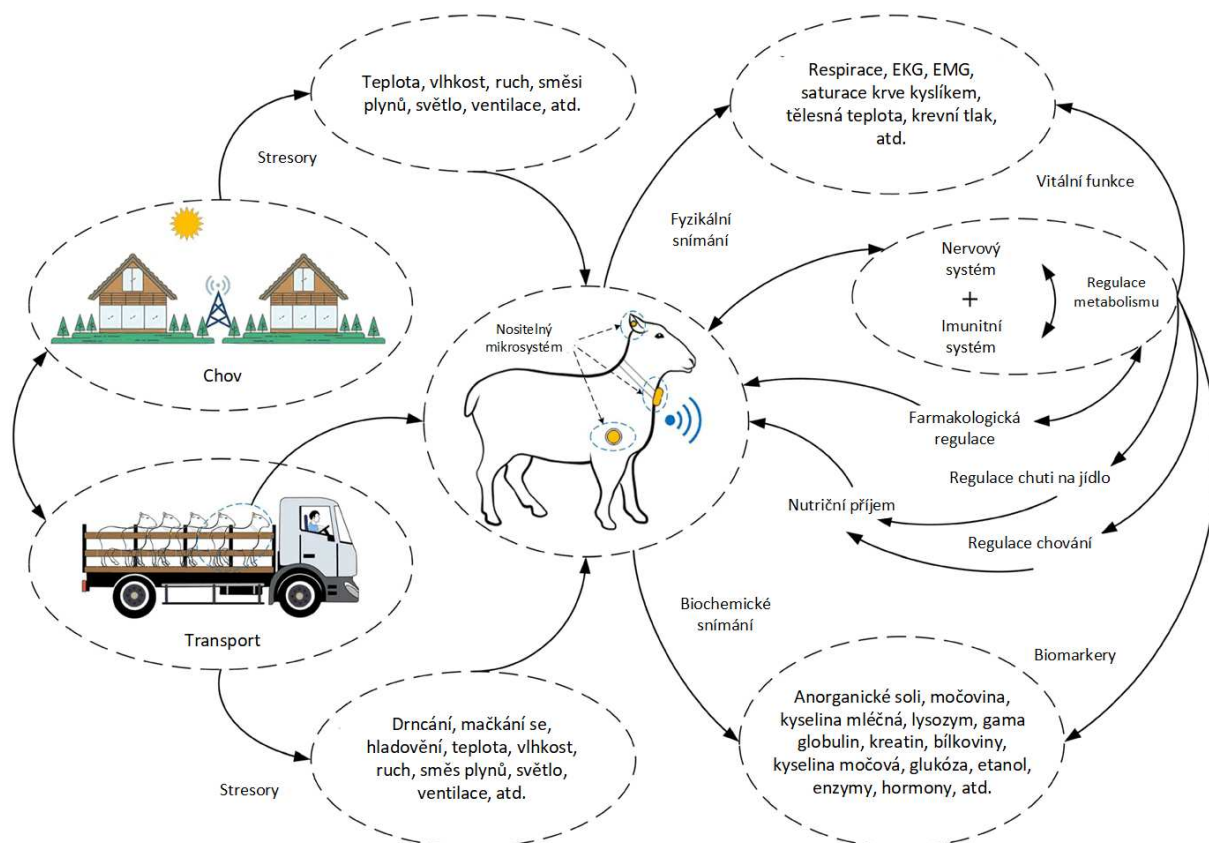 Teplota, vlhkost, ruch, směsi
plynů, světlo, ventilace, atd.
Respirace, EKG, EMG,
saturace krve kyslíkem,
tělesná teplota, krevní tlak,
atd.
Stresory
Vitální funkce
Fyzikální
snímání
Nervový
systém
+
Imunitní
systém
Regulace
metabolismu
Nositelný
mikrosystém
Chov
Farmakologická
regulace
Regulace chuti na jídlo
Nutriční příjem
Regulace chování
Transport
Biochemické
snímání
Biomarkery
Stresory
Drncání, mačkání se,
hladovění, teplota, vlhkost,
ruch, směs plynů, světlo,
ventilace, atd.
Anorganické soli, močovina,
kyselina mléčná, lysozym, gama
globulin, kreatin, bílkoviny,
kyselina močová, glukóza, etanol,
enzymy, hormony, atd.